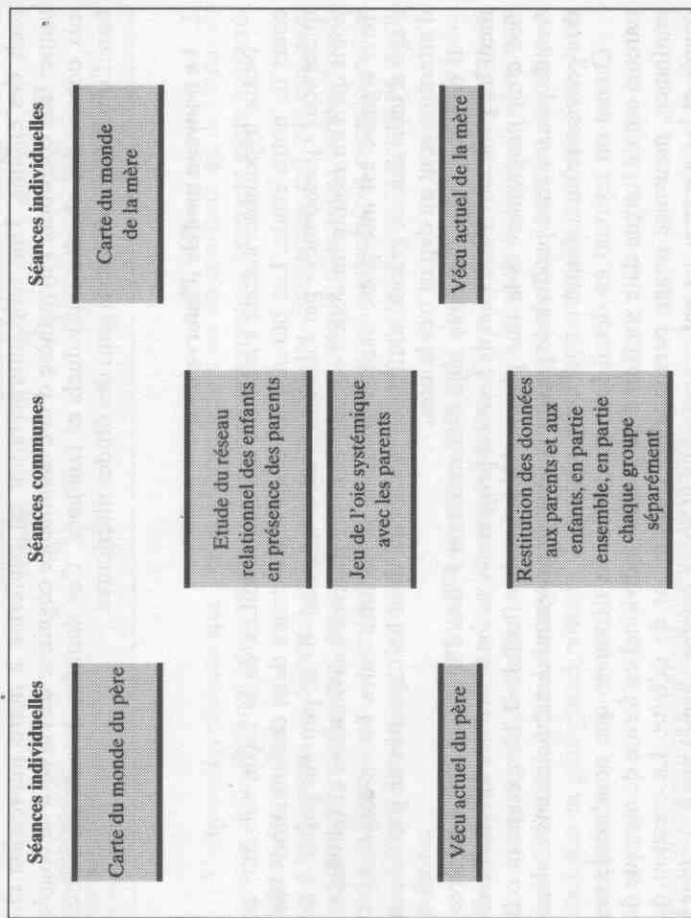 Séances individuelles
Séances communes
Séances individuelles
Carte du monde du père
Carte du monde
de la mère
Etude du réseau
relationnel des enfants
en présence des parents
Jeu de l'oie systémique
avec les parents
Vécu actuel du père
Vécu actuel de la mère
Restitution des données
aux parents et aux
enfants, en partie
ensemble, en partie
chaque groupe
séparément